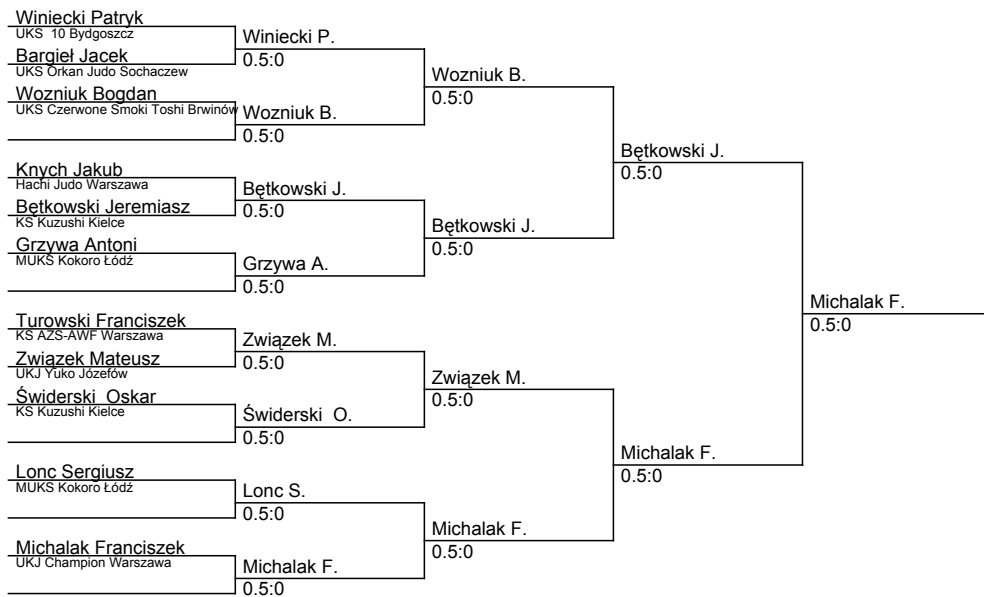 Winiecki Patryk
UKS  10 Bydgoszcz
Bargieł Jacek
UKS Orkan Judo Sochaczew
Wozniuk Bogdan
UKS Czerwone Smoki Toshi Brwinów
Knych Jakub
Hachi Judo Warszawa
Bętkowski Jeremiasz
KS Kuzushi Kielce
Grzywa Antoni
MUKS Kokoro Łódź
Turowski Franciszek
KS AZS-AWF Warszawa
Związek Mateusz
UKJ Yuko Józefów
Świderski  Oskar
KS Kuzushi Kielce
Lonc Sergiusz
MUKS Kokoro Łódź
Michalak Franciszek
UKJ Champion Warszawa
Winiecki P.
0.5:0
Wozniuk B.
0.5:0
Bętkowski J.
0.5:0
Grzywa A.
0.5:0
Związek M.
0.5:0
Świderski  O.
0.5:0
Lonc S.
0.5:0
Michalak F.
0.5:0
Wozniuk B.
0.5:0
Bętkowski J.
0.5:0
Związek M.
0.5:0
Michalak F.
0.5:0
Bętkowski J.
0.5:0
Michalak F.
0.5:0
Michalak F.
0.5:0